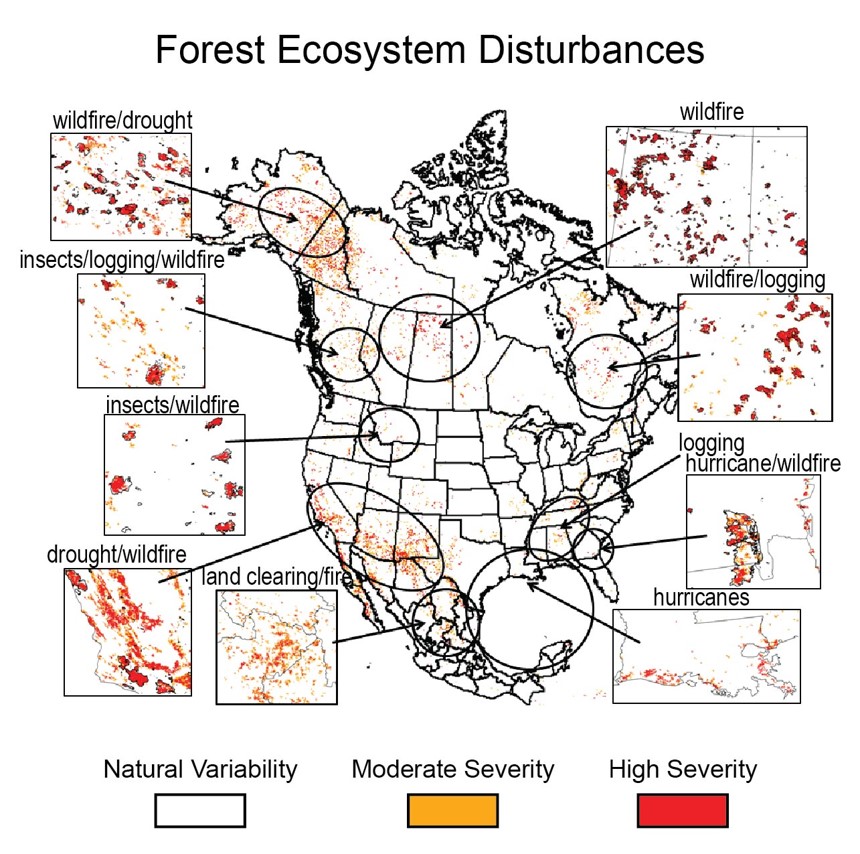 Forest Ecosystem Disturbances
wildfire/drought
wildfire
insects/logging/wildfire
wildfire/logging
insects/wildfire
logging
hurricane/wildfire
drought/wildfire
land clearing/fire
hurricanes
Natural Variability
Moderate Severity
High Severity